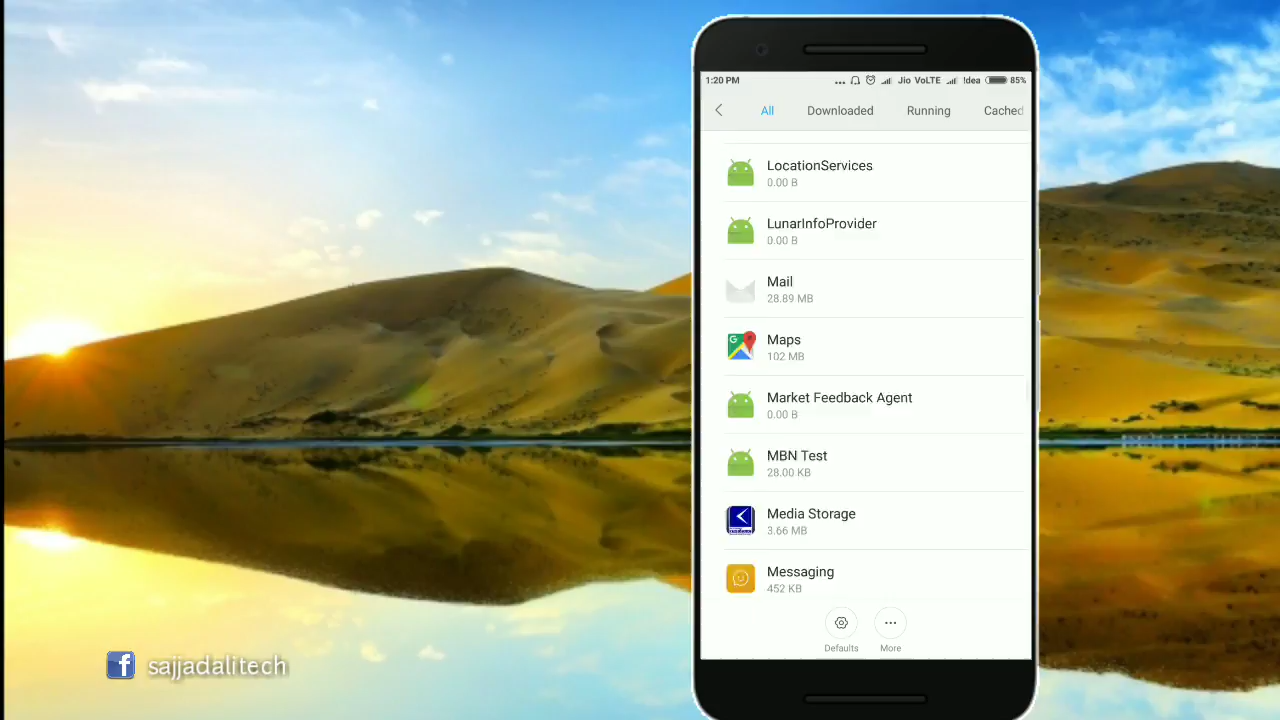 1:20 PM ... Jio VoLTE !dea 85%
All Downloaded Running Cached
LocationServices
0.00 B
LunarInfoProvider
0.00 B
Mail
28.89 MB
Maps
102 MB
Market Feedback Agent
0.00 B
MBN Test
28.00 KB
Media Storage
3.66 MB
Messaging
452 KB
Defaults More
f sajjadalitech